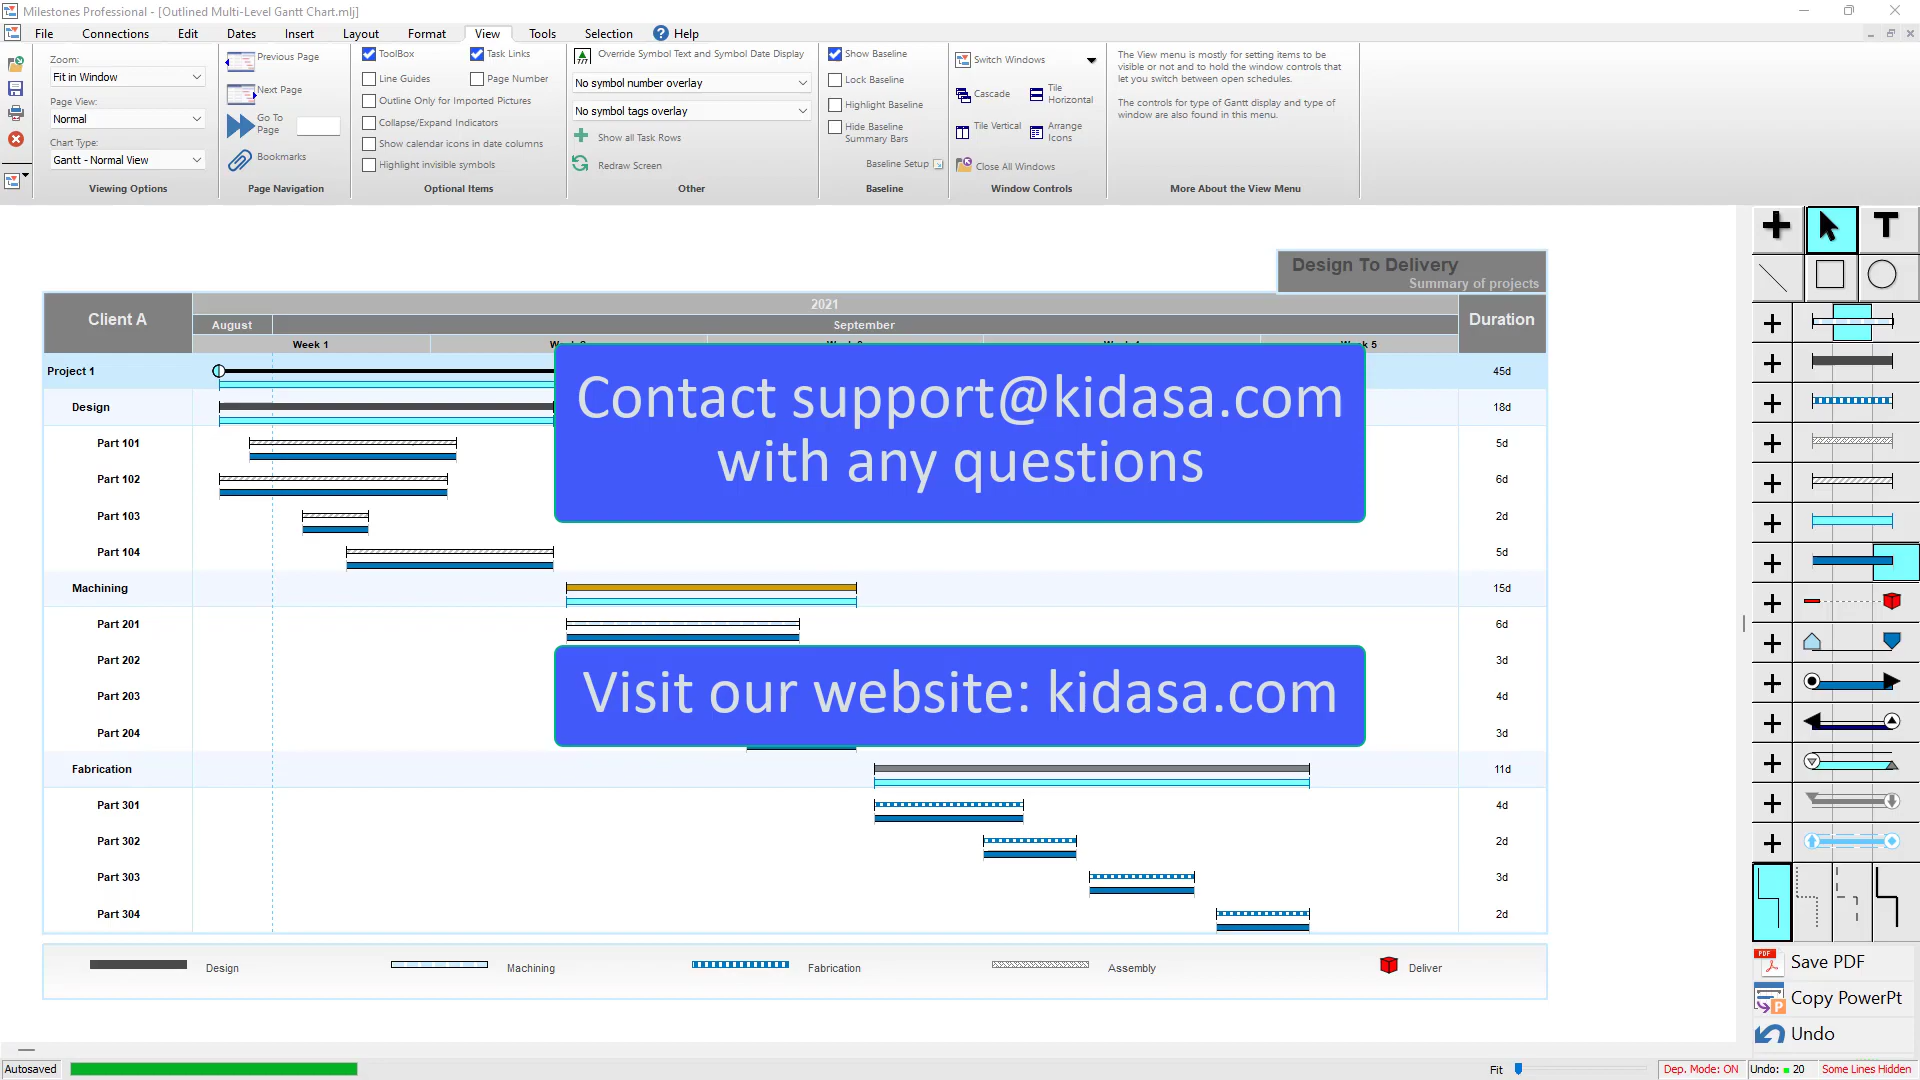 Milestones Professional - [Outlined Multi-Level Gantt Chart.mlj]
File Connections Edit Dates Insert Layout Format View Tools Selection Help
Zoom:
Fit in Window
Page View:
Normal
Chart Type:
Gantt - Normal View
Viewing Options
Previous Page
Next Page
Go To
Page
Bookmarks
Page Navigation
ToolBox
Task Links
Line Guides
Page Number
Outline Only for Imported Pictures
Collapse/Expand Indicators
Show calendar icons in date columns
Highlight invisible symbols
Optional Items
Override Symbol Text and Symbol Date Display
No symbol number overlay
No symbol tags overlay
Show all Task Rows
Redraw Screen
Other
Show Baseline
Lock Baseline
Highlight Baseline
Hide Baseline
Summary Bars
Baseline Setup
Baseline
Switch Windows
Cascade
Tile
Horizontal
Tile Vertical
Arrange
Icons
Close All Windows
Window Controls
The View menu is mostly for setting items to be
visible or not and to hold the window controls that
let you switch between open schedules.
The controls for type of Gantt display and type of
window are also found in this menu.
More About the View Menu
Design To Delivery
Summary of projects
Client A
2021
Duration
August
September
Week 1
5
Project 1
45d
Design
18d
Part 101
5d
Part 102
6d
Part 103
2d
Part 104
5d
Machining
15d
Part 201
6d
Part 202
3d
Part 203
4d
Part 204
3d
Fabrication
11d
Part 301
4d
Part 302
2d
Part 303
3d
Part 304
2d
Contact support@kidasa.com
with any questions
Visit our website: kidasa.com
Design
Machining
Fabrication
Assembly
Deliver
T
PDF
Save PDF
P
Copy PowerPt
Undo
Autosaved
Fit
Dep. Mode: ON
Undo: 20
Some Lines Hidden